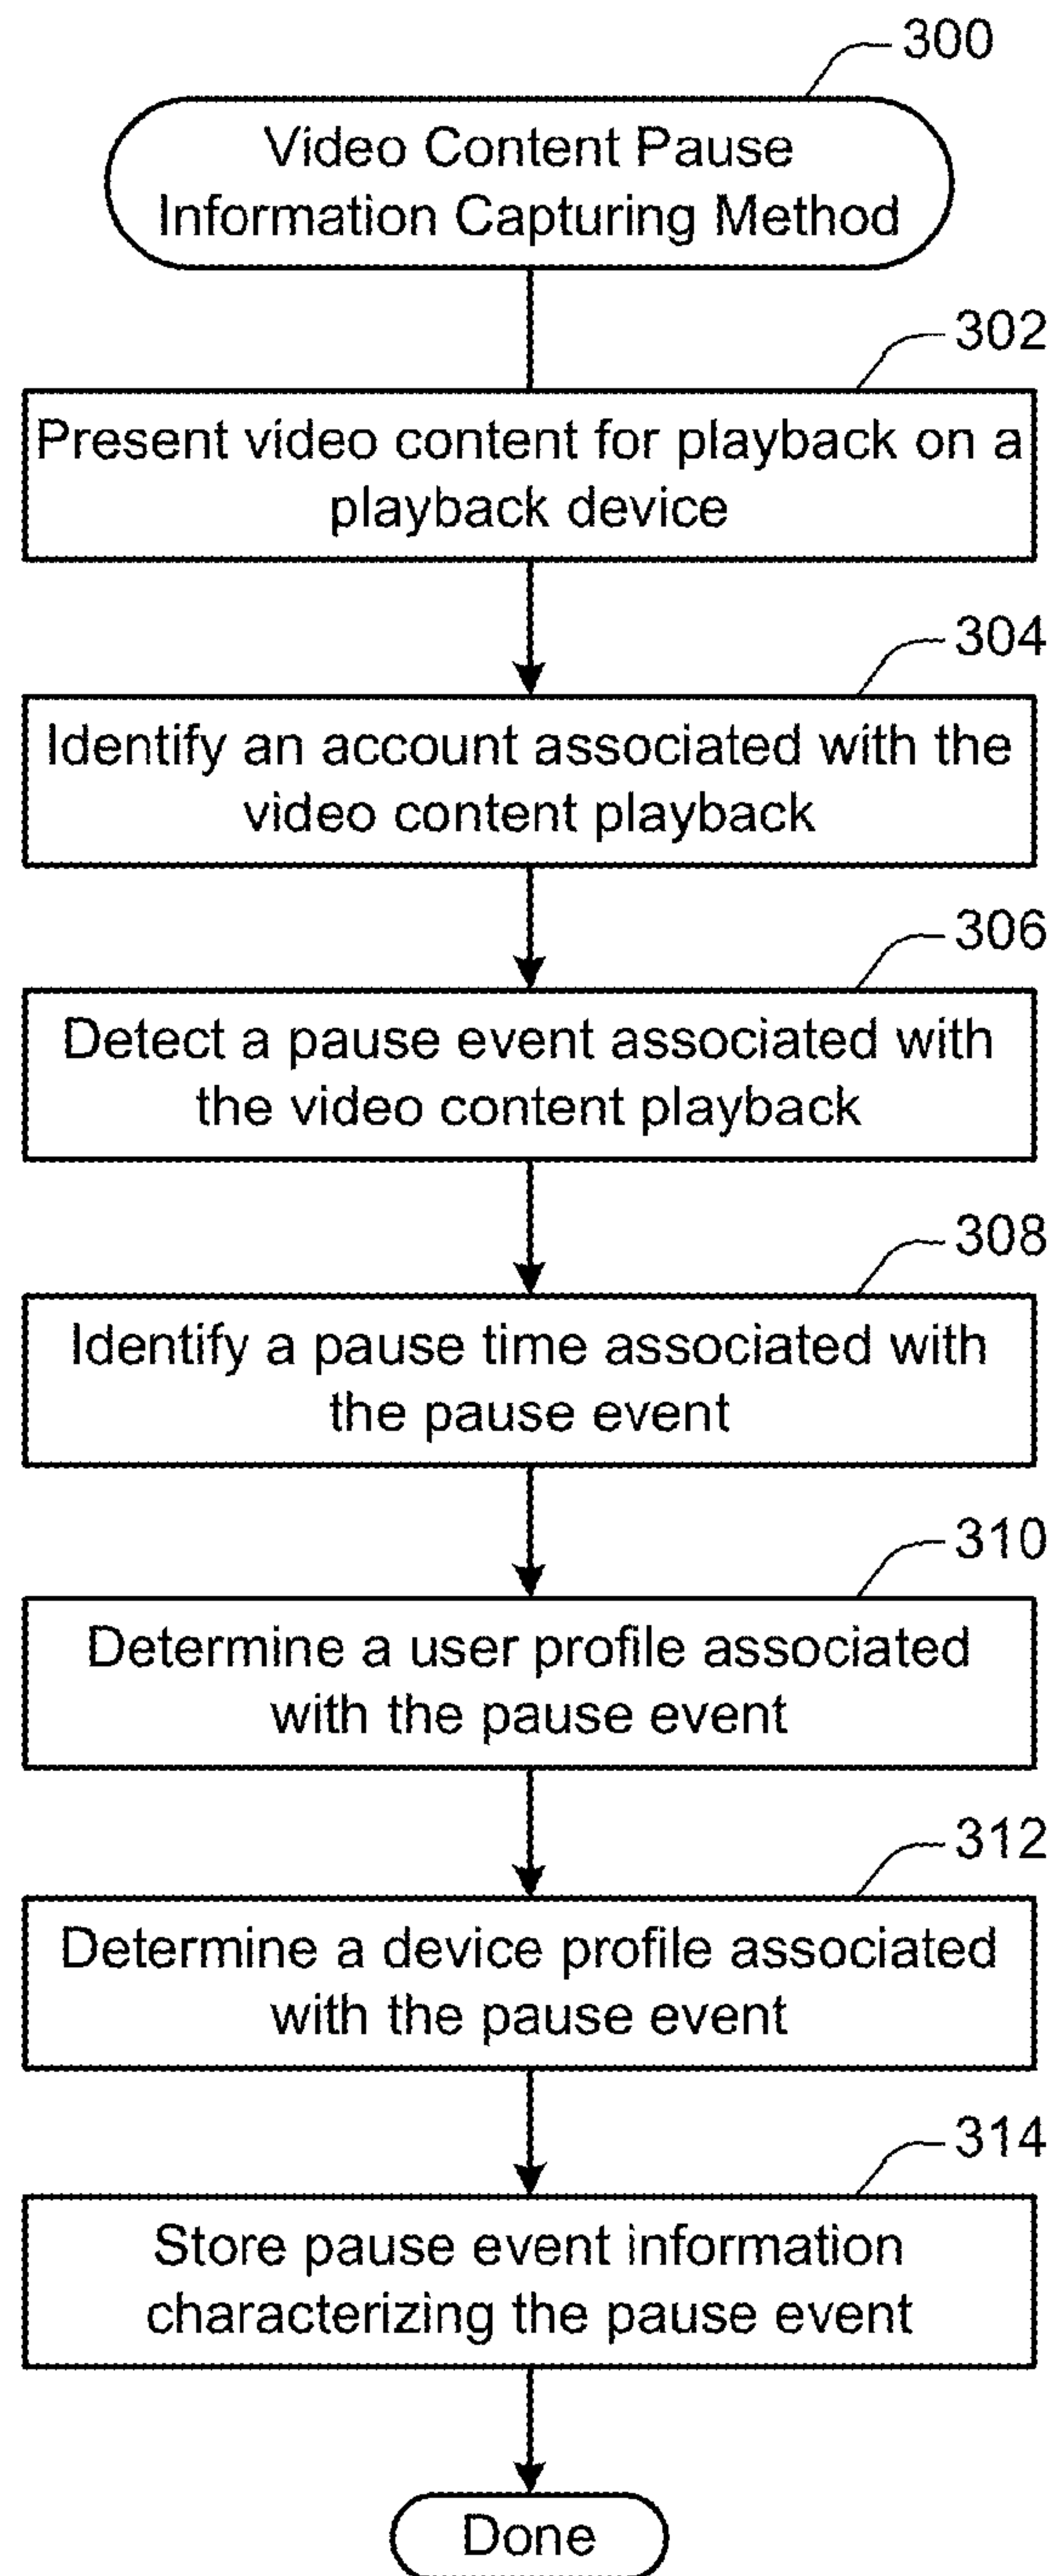 300
Video Content Pause
Information Capturing Method
302
Present video content for playback on a
playback device
304
Identify an account associated with the
video content playback
306
Detect a pause event associated with
the video content playback
308
Identify a pause time associated with
the pause event
310
Determine a user profile associated
with the pause event
312
Determine a device profile associated
with the pause event
314
Store pause event information
characterizing the pause event
Done